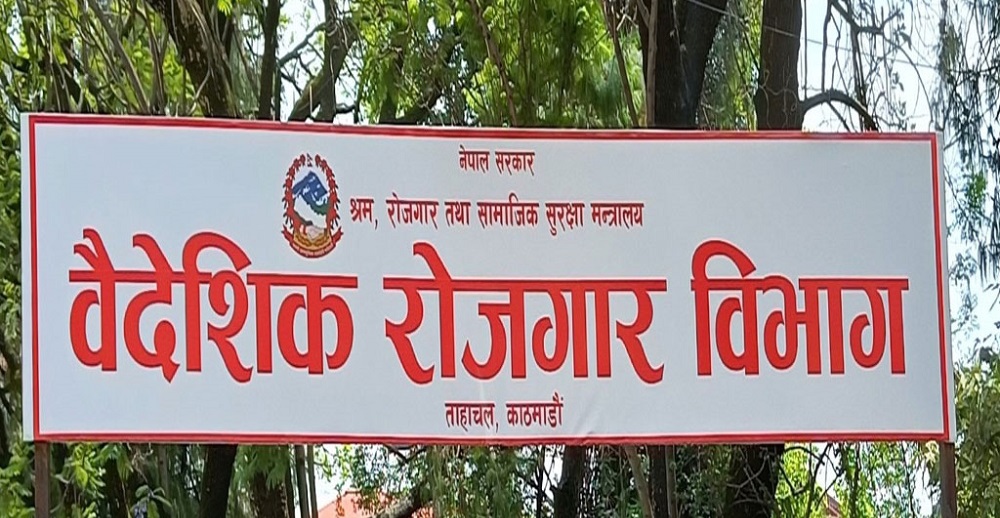 नेपाल सरकार
श्रम, रोजगार तथा सामाजिक सुरक्षा मन्त्रालय
वैदेशिक रोजगार विभाग
ताहाचल, काठमाडौं